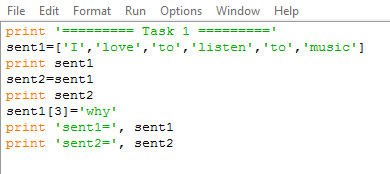 File Edit Format Run Options Window Help
print '========= Task 1 ========='
sent1=['I','love','to','listen','to','music']
print sent1
sent2=sent1
print sent2
sent1[3]='why'
print 'sent1=', sent1
print 'sent2=', sent2